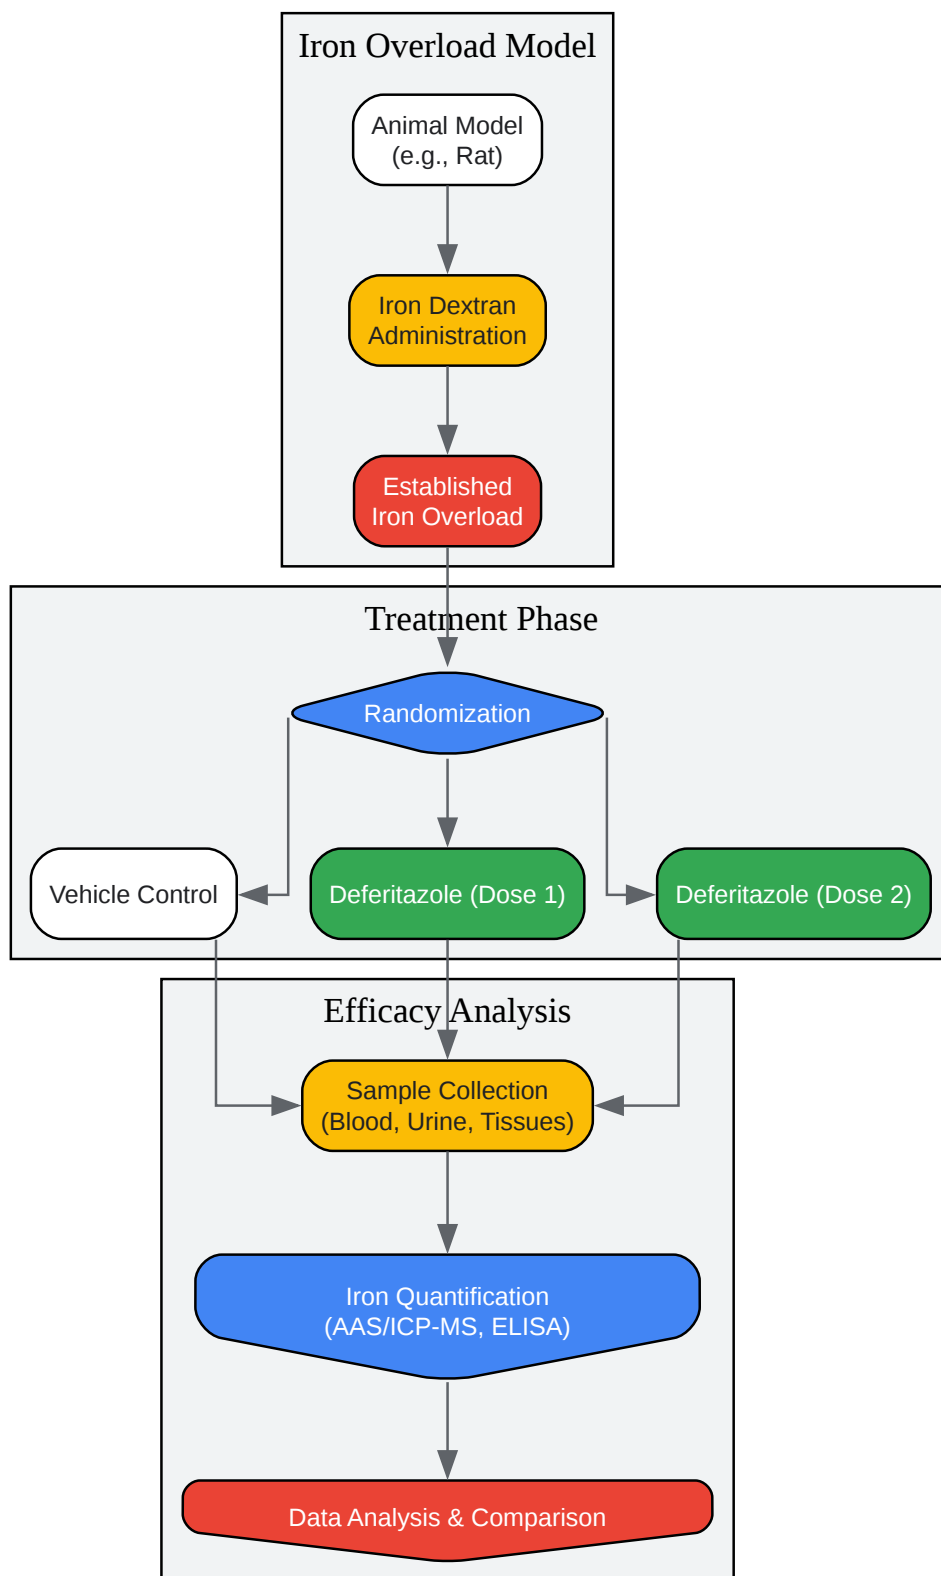 Iron Overload Model
Animal Model
(e.g., Rat)
Iron Dextran
Administration
Established
Iron Overload
Treatment Phase
Randomization
Vehicle Control
Deferitazole (Dose 1)
Deferitazole (Dose 2)
Efficacy Analysis
Sample Collection
(Blood, Urine, Tissues)
Iron Quantification
(AAS/ICP-MS, ELISA)
Data Analysis & Comparison